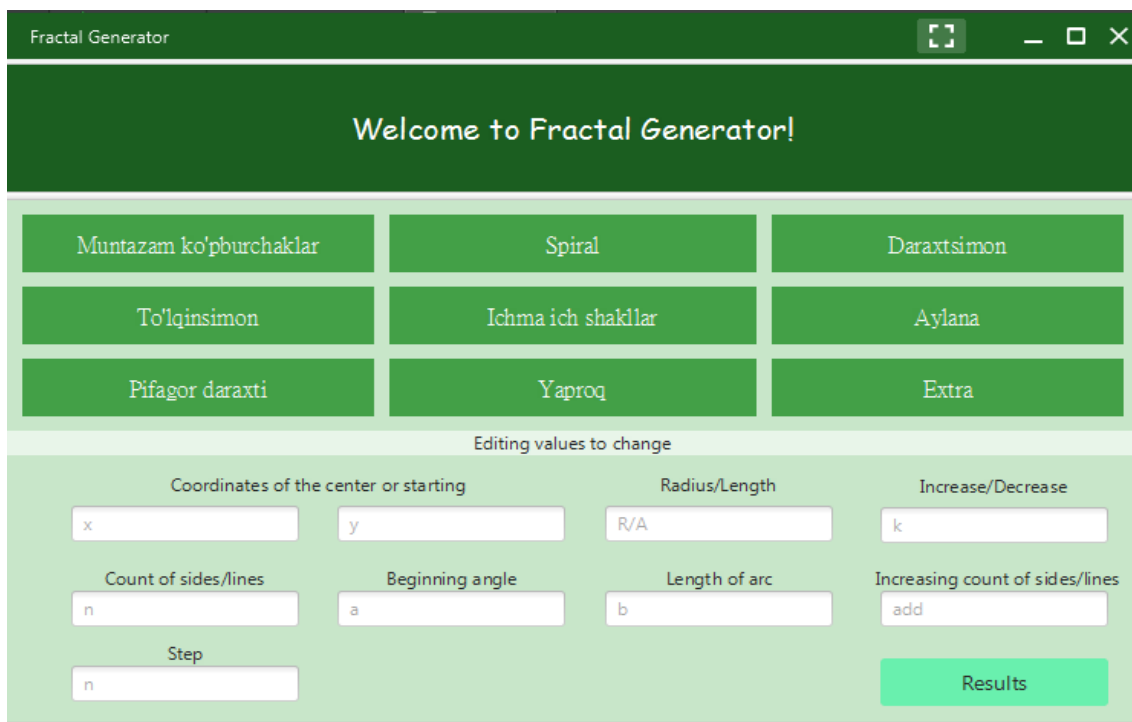 Fractal Generator
Welcome to Fractal Generator!
Muntazam ko'pburchaklar
Spiral
Daraxtsimon
To'lqinsimon
Ichma ich shakllar
Aylana
Pifagor daraxti
Yaproq
Extra
Editing values to change
Coordinates of the center or starting
Radius/Length
Increase/Decrease
x
y
R/A
k
Count of sides/lines
Beginning angle
Length of arc
Increasing count of sides/lines
n
a
b
add
Step
n
Results